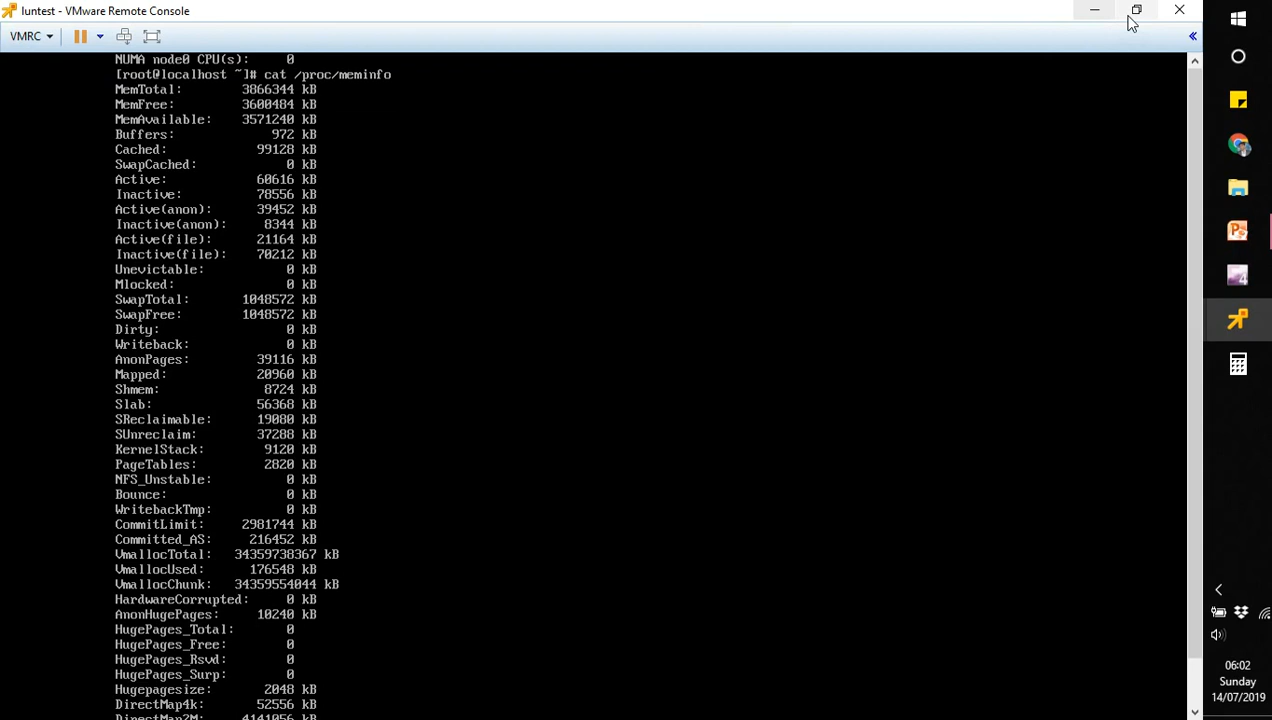 luntest - VMware Remote Console
VMRC
NUMA node0 CPU(s): 0
[root@localhost ~]# cat /proc/meminfo
MemTotal: 3866344 kB
MemFree: 3600484 kB
MemAvailable: 3571240 kB
Buffers: 972 kB
Cached: 99128 kB
SwapCached: 0 kB
Active: 60616 kB
Inactive: 78556 kB
Active(anon): 39452 kB
Inactive(anon): 8344 kB
Active(file): 21164 kB
Inactive(file): 70212 kB
Unevictable: 0 kB
Mlocked: 0 kB
SwapTotal: 1048572 kB
SwapFree: 1048572 kB
Dirty: 0 kB
Writeback: 0 kB
AnonPages: 39116 kB
Mapped: 20960 kB
Shmem: 8724 kB
Slab: 56368 kB
SReclaimable: 19080 kB
SUnreclaim: 37288 kB
KernelStack: 9120 kB
PageTables: 2820 kB
NFS_Unstable: 0 kB
Bounce: 0 kB
WritebackTmp: 0 kB
CommitLimit: 2981744 kB
Committed_AS: 216452 kB
VmallocTotal: 34359738367 kB
VmallocUsed: 176548 kB
VmallocChunk: 34359554044 kB
HardwareCorrupted: 0 kB
AnonHugePages: 10240 kB
HugePages_Total: 0
HugePages_Free: 0
HugePages_Rsvd: 0
HugePages_Surp: 0
Hugepagesize: 2048 kB
DirectMap4k: 52556 kB
DirectMap2M: 4141056 kB
06:02
Sunday
14/07/2019